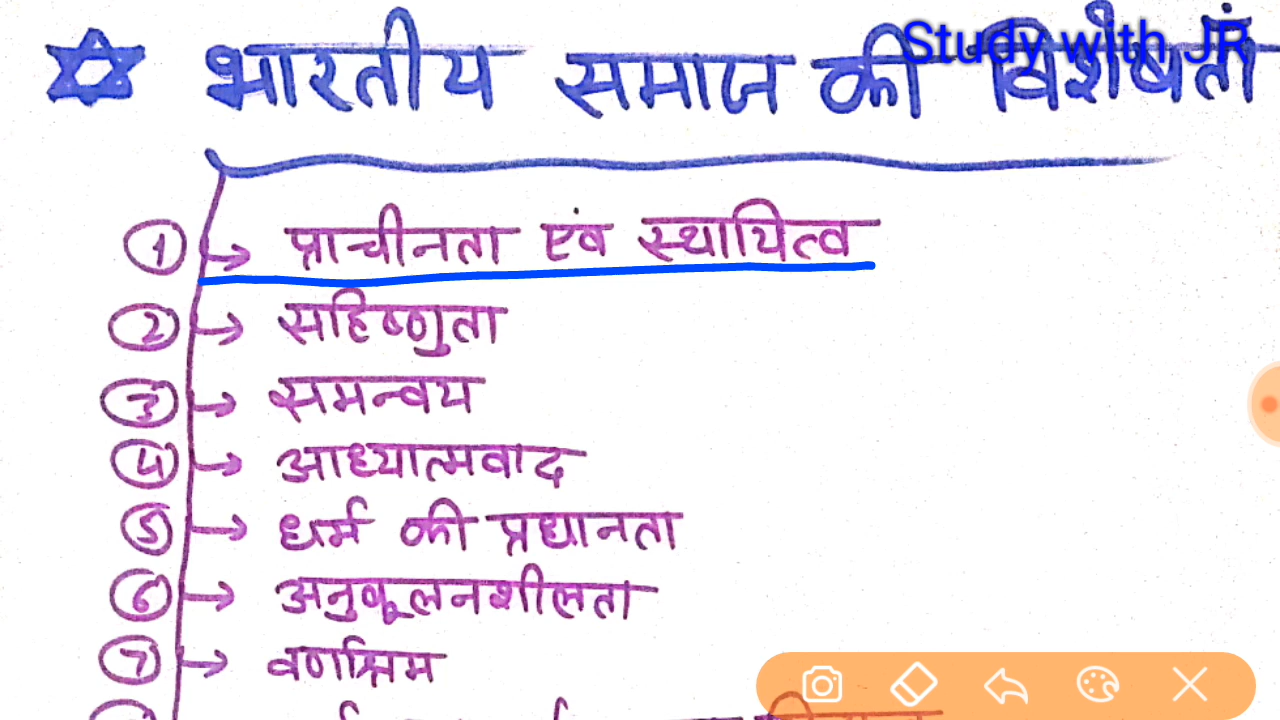 भारतीय समाज की विशेषतां
Study with JR
1 → प्राचीनता एंव स्थायित्व
2 → सहिष्णुता
3 → समन्वय
4 → आध्यात्मवाद
5 → धर्म की प्रधानता
6 → अनुकूलनशीलता
7 → वर्णाश्रम